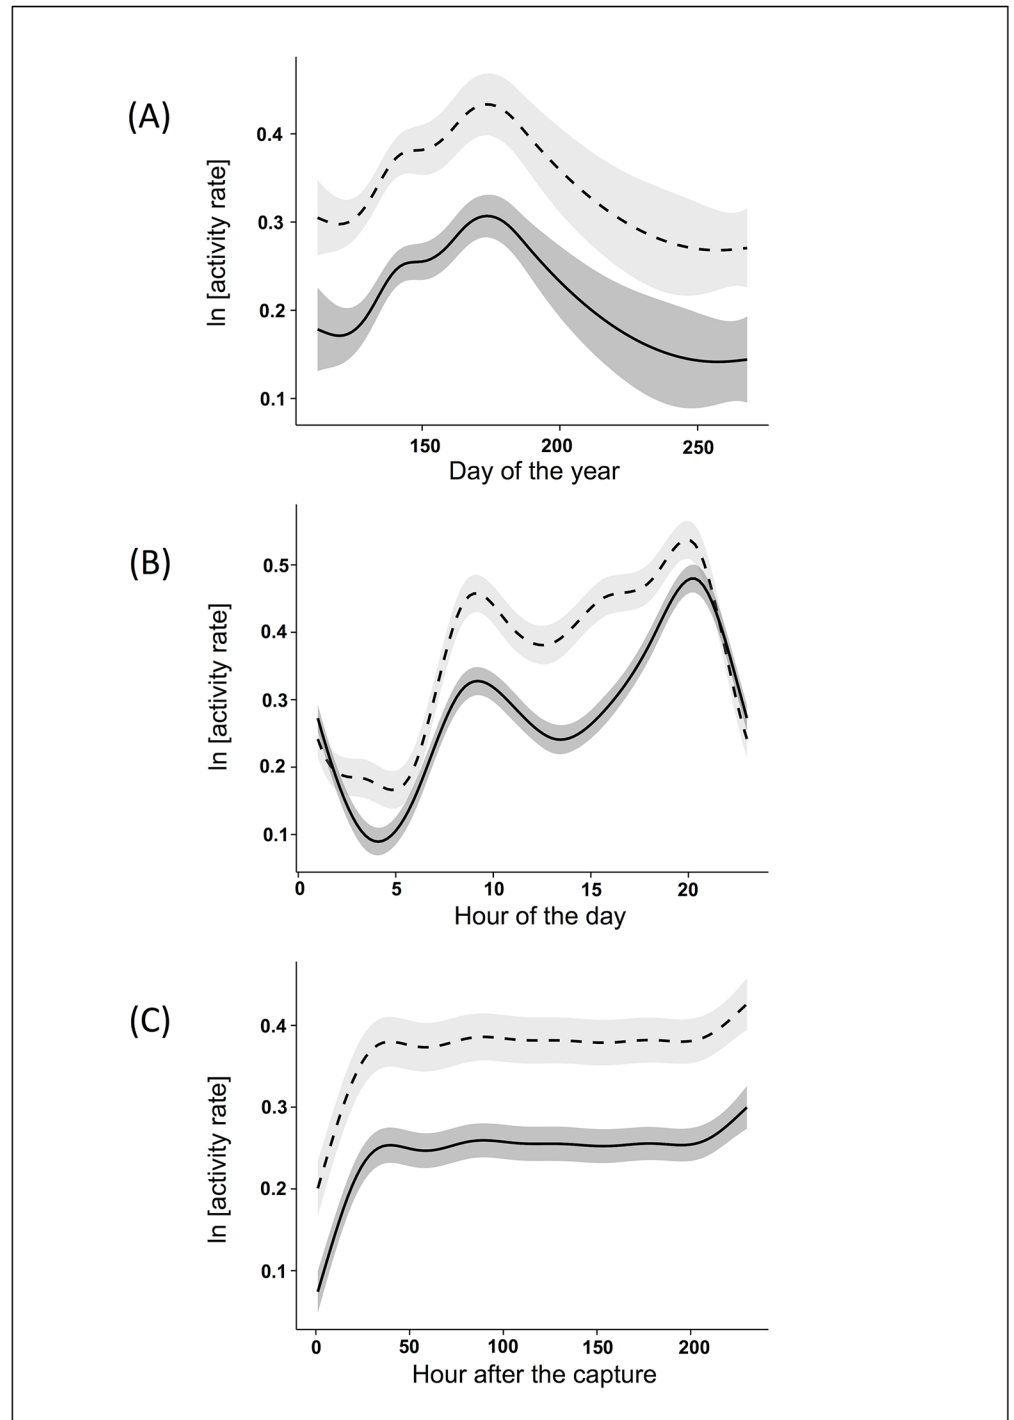 (A)
ln [activity rate]
0.4
0.3
0.2
0.1
150 200 250
Day of the year
(B)
ln [activity rate]
0.5
0.4
0.3
0.2
0.1
0 5 10 15 20
Hour of the day
(C)
ln [activity rate]
0.4
0.3
0.2
0.1
0 50 100 150 200
Hour after the capture